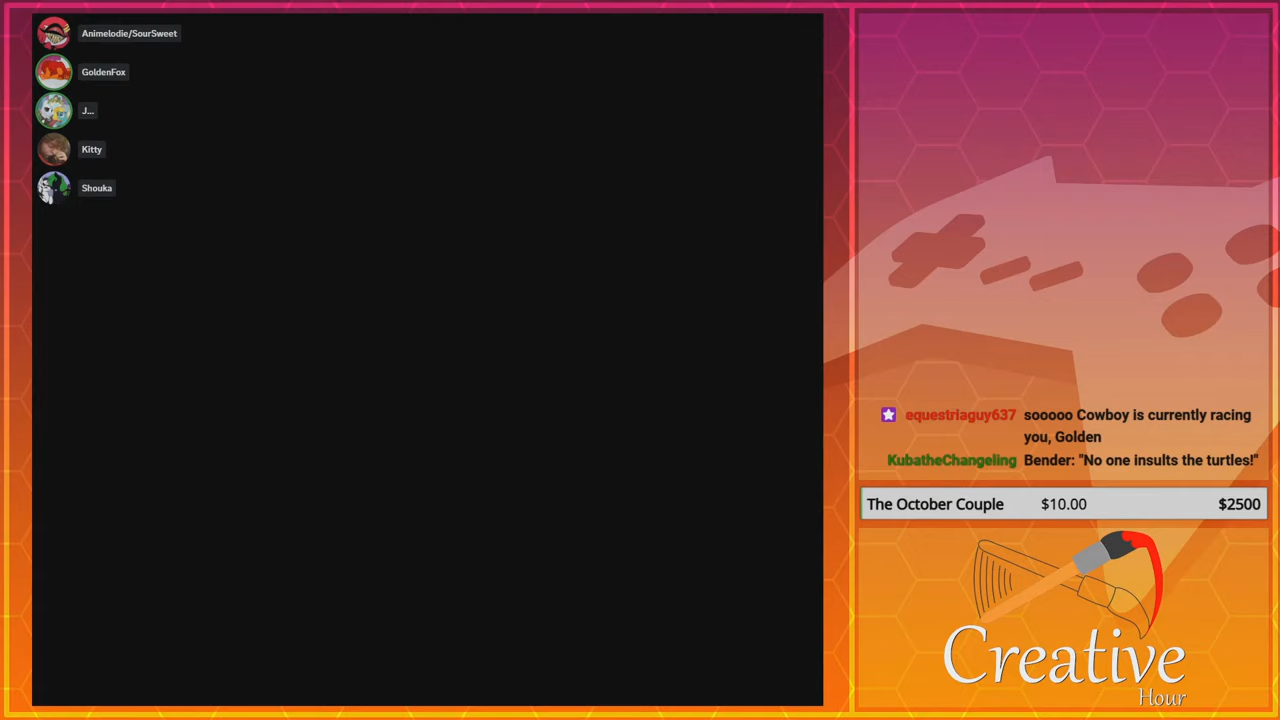 Animelodie/SourSweet
GoldenFox
J...
Kitty
Shouka
equestriaguy637 sooooo Cowboy is currently racing
you, Golden
KubatheChangeling Bender: "No one insults the turtles!"
The October Couple $10.00 $2500
Creative
Hour